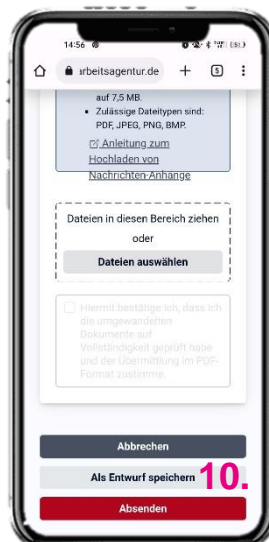 14:56
arbeitsagentur.de + 5
auf 7,5 MB.
• Zulässige Dateitypen sind:
PDF, JPEG, PNG, BMP.
Anleitung zum
Hochladen von
Nachrichten-Anhänge
Dateien in diesen Bereich ziehen
oder
Dateien auswählen
Hiermit bestätige ich, dass ich
die umgewandelten
Dokumente auf
Vollständigkeit geprüft habe
und der Übermittlung im PDF-
Format zustimme.
Abbrechen
Als Entwurf speichern 10.
Absenden